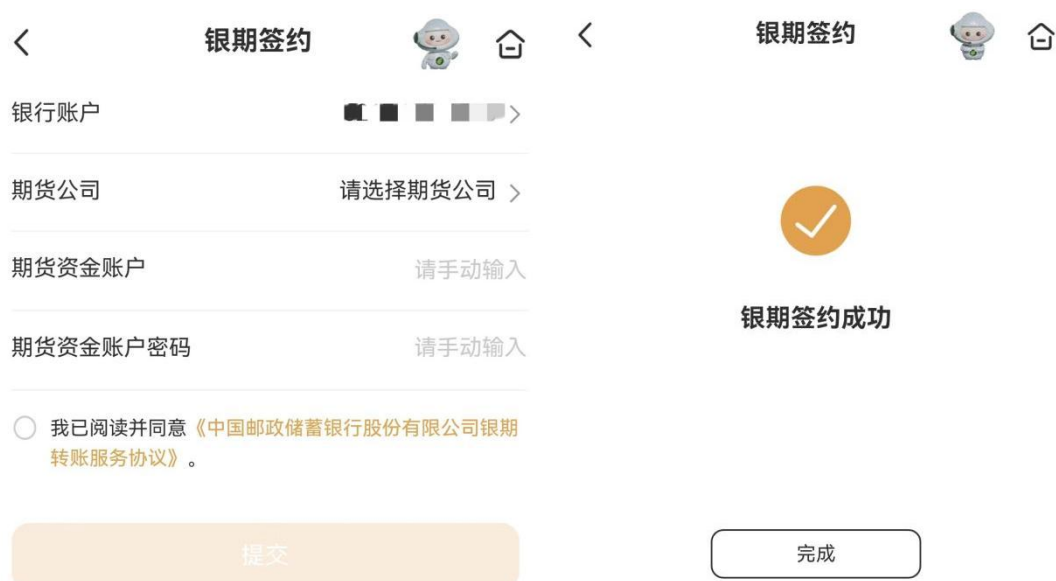 银期签约
银行账户
期货公司 请选择期货公司
期货资金账户 请手动输入
期货资金账户密码 请手动输入
我已阅读并同意《中国邮政储蓄银行股份有限公司银期
转账服务协议》。
提交
银期签约
银期签约成功
完成